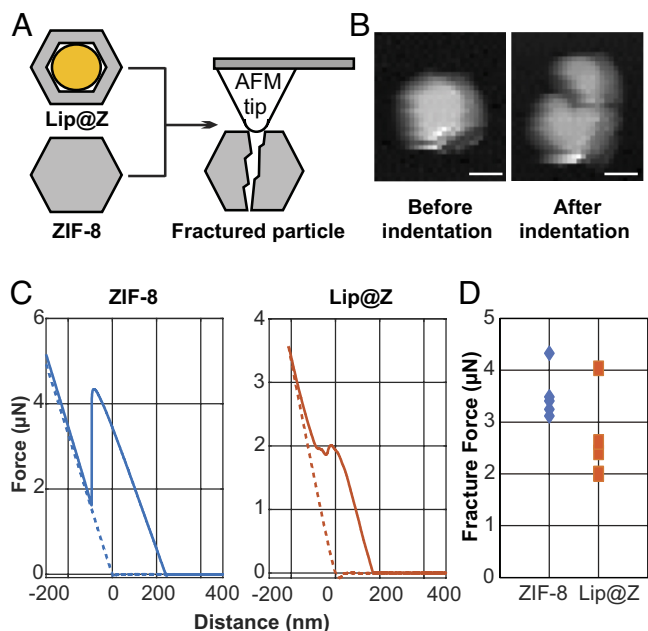 A
AFM
tip
Lip@Z
ZIF-8
Fractured particle
B
Before
indentation
After
indentation
C
ZIF-8
Lip@Z
Force (µN)
6
4
2
0
-200 0 200 400
4
3
2
1
0
-200 0 200 400
Distance (nm)
D
Fracture Force (µN)
5
4
3
2
1
0
ZIF-8 Lip@Z